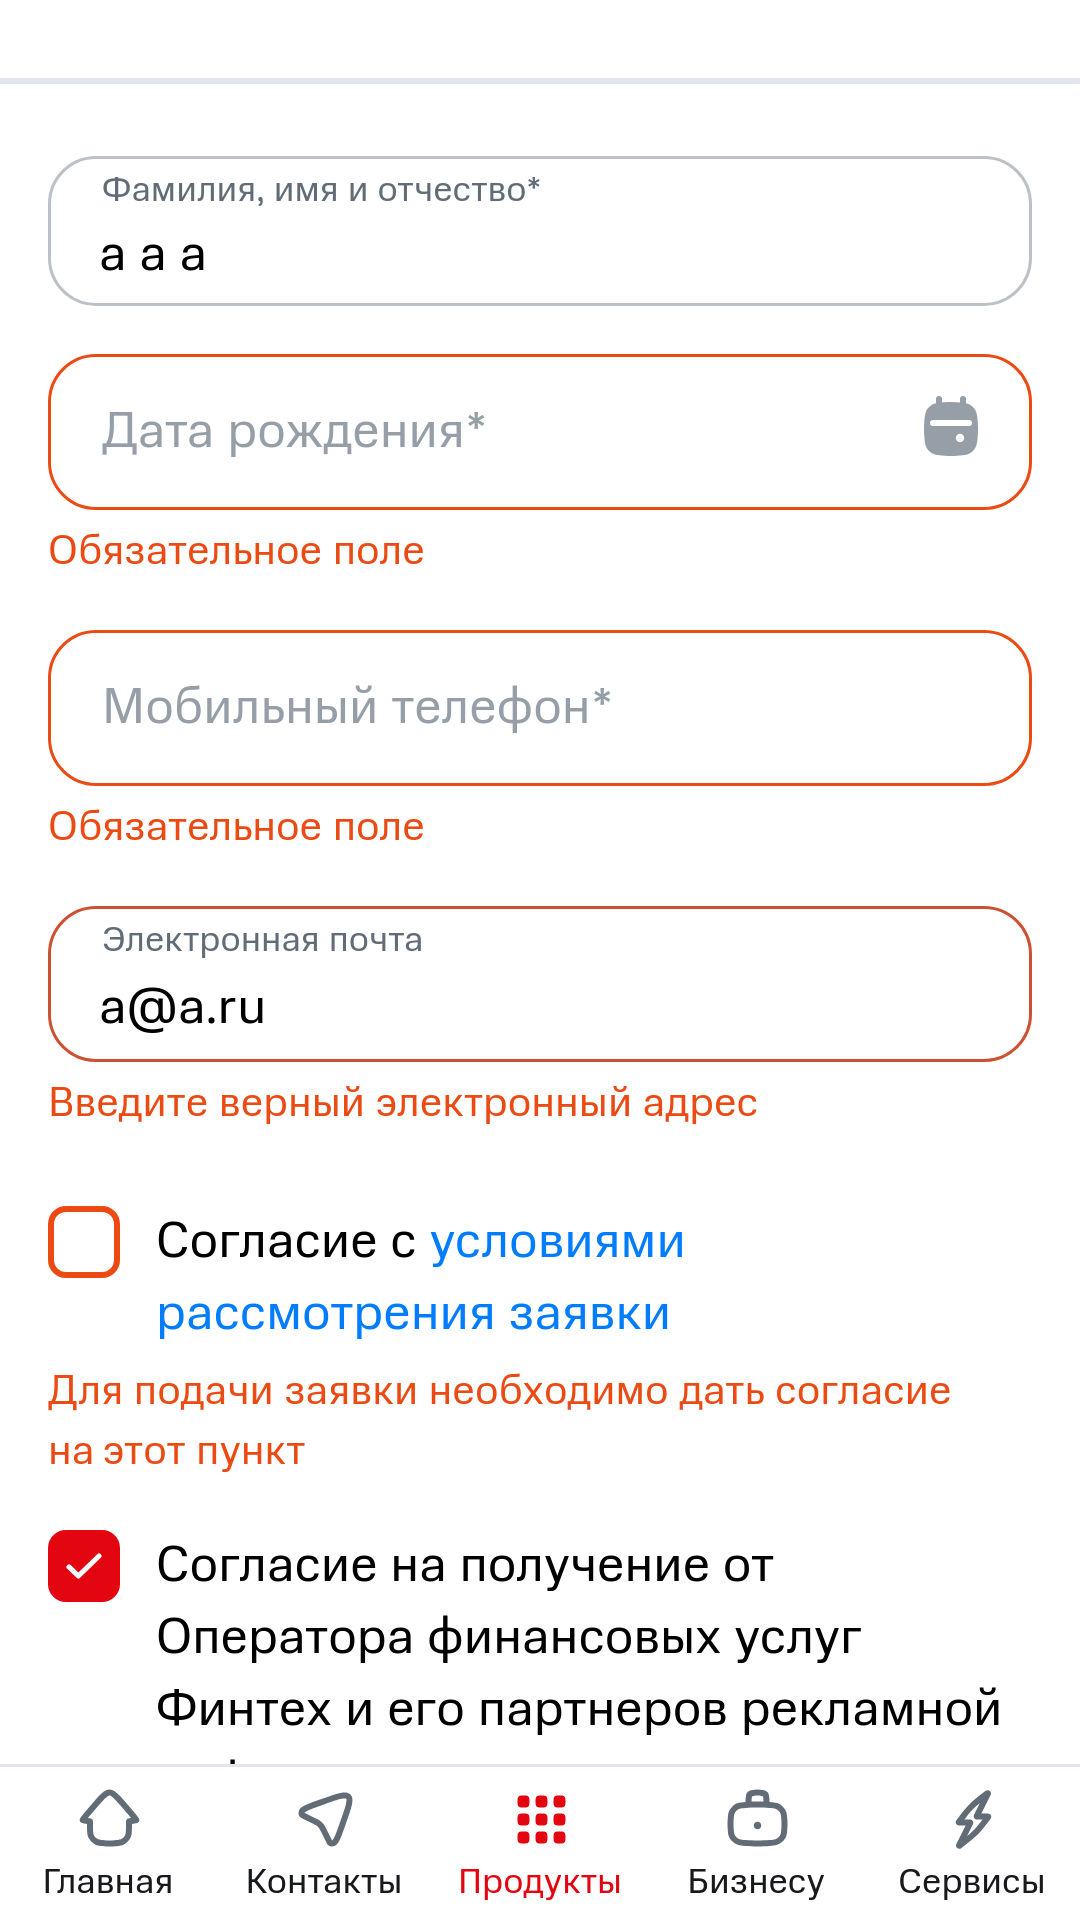 Фамилия, имя и отчество*
а а а
Дата рождения*
Обязательное поле
Мобильный телефон*
Обязательное поле
Электронная почта
a@a.ru
Введите верный электронный адрес
Согласие с условиями
рассмотрения заявки
Для подачи заявки необходимо дать согласие
на этот пункт
Согласие на получение от
Оператора финансовых услуг
Финтех и его партнеров рекламной
Главная
Контакты
Продукты
Бизнесу
Сервисы